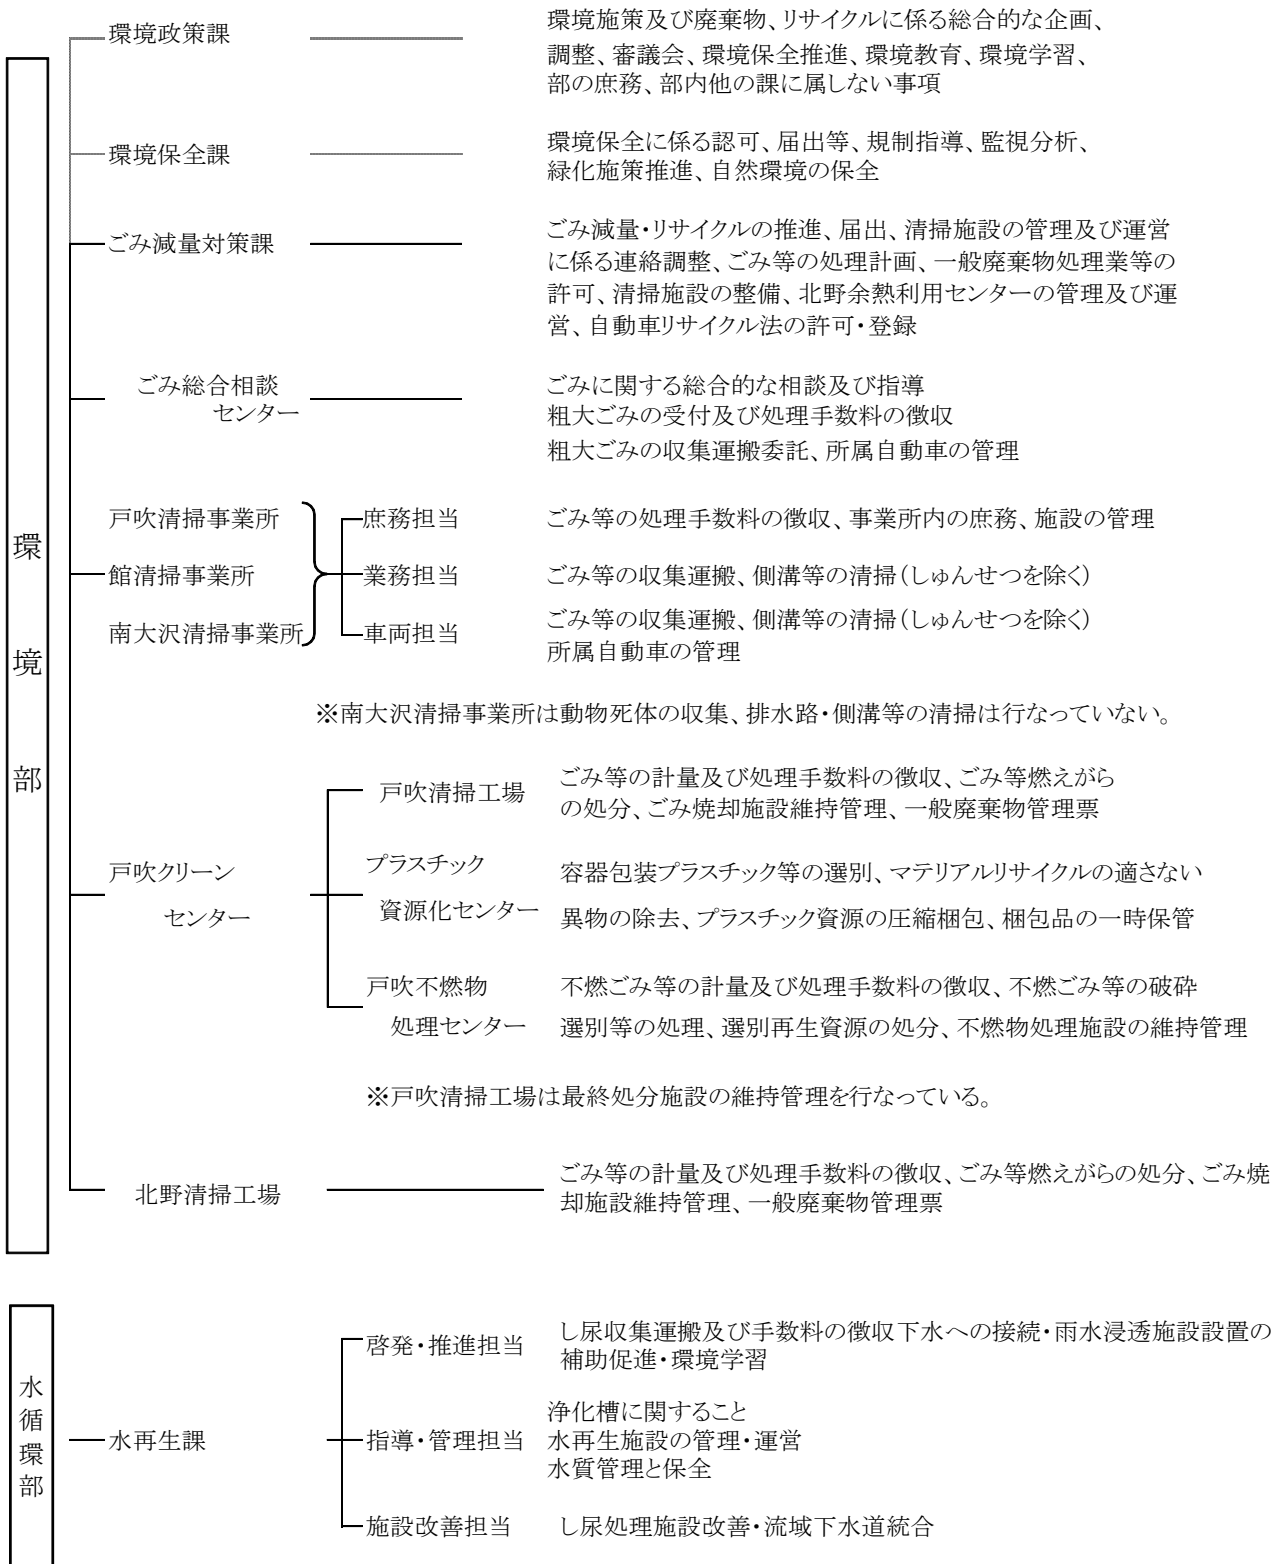 環境部
環境政策課
環境施策及び廃棄物、リサイクルに係る総合的な企画、
調整、審議会、環境保全推進、環境教育、環境学習、
部の庶務、部内他の課に属しない事項
環境保全課
環境保全に係る認可、届出等、規制指導、監視分析、
緑化施策推進、自然環境の保全
ごみ減量対策課
ごみ減量・リサイクルの推進、届出、清掃施設の管理及び運営
に係る連絡調整、ごみ等の処理計画、一般廃棄物処理業等の
許可、清掃施設の整備、北野余熱利用センターの管理及び運
営、自動車リサイクル法の許可・登録
ごみ総合相談
センター
ごみに関する総合的な相談及び指導
粗大ごみの受付及び処理手数料の徴収
粗大ごみの収集運搬委託、所属自動車の管理
戸吹清掃事業所
館清掃事業所
南大沢清掃事業所
庶務担当
ごみ等の処理手数料の徴収、事業所内の庶務、施設の管理
業務担当
ごみ等の収集運搬、側溝等の清掃(しゅんせつを除く)
車両担当
ごみ等の収集運搬、側溝等の清掃(しゅんせつを除く)
所属自動車の管理
※南大沢清掃事業所は動物死体の収集、排水路・側溝等の清掃は行なっていない。
戸吹クリーン
センター
戸吹清掃工場
ごみ等の計量及び処理手数料の徴収、ごみ等燃えがら
の処分、ごみ焼却施設維持管理、一般廃棄物管理票
プラスチック
資源化センター
容器包装プラスチック等の選別、マテリアルリサイクルの適さない
異物の除去、プラスチック資源の圧縮梱包、梱包品の一時保管
戸吹不燃物
処理センター
不燃ごみ等の計量及び処理手数料の徴収、不燃ごみ等の破砕
選別等の処理、選別再生資源の処分、不燃物処理施設の維持管理
※戸吹清掃工場は最終処分施設の維持管理を行なっている。
北野清掃工場
ごみ等の計量及び処理手数料の徴収、ごみ等燃えがらの処分、ごみ焼
却施設維持管理、一般廃棄物管理票
水循環部
水再生課
啓発・推進担当
し尿収集運搬及び手数料の徴収下水への接続・雨水浸透施設設置の
補助促進・環境学習
指導・管理担当
浄化槽に関すること
水再生施設の管理・運営
水質管理と保全
施設改善担当
し尿処理施設改善・流域下水道統合